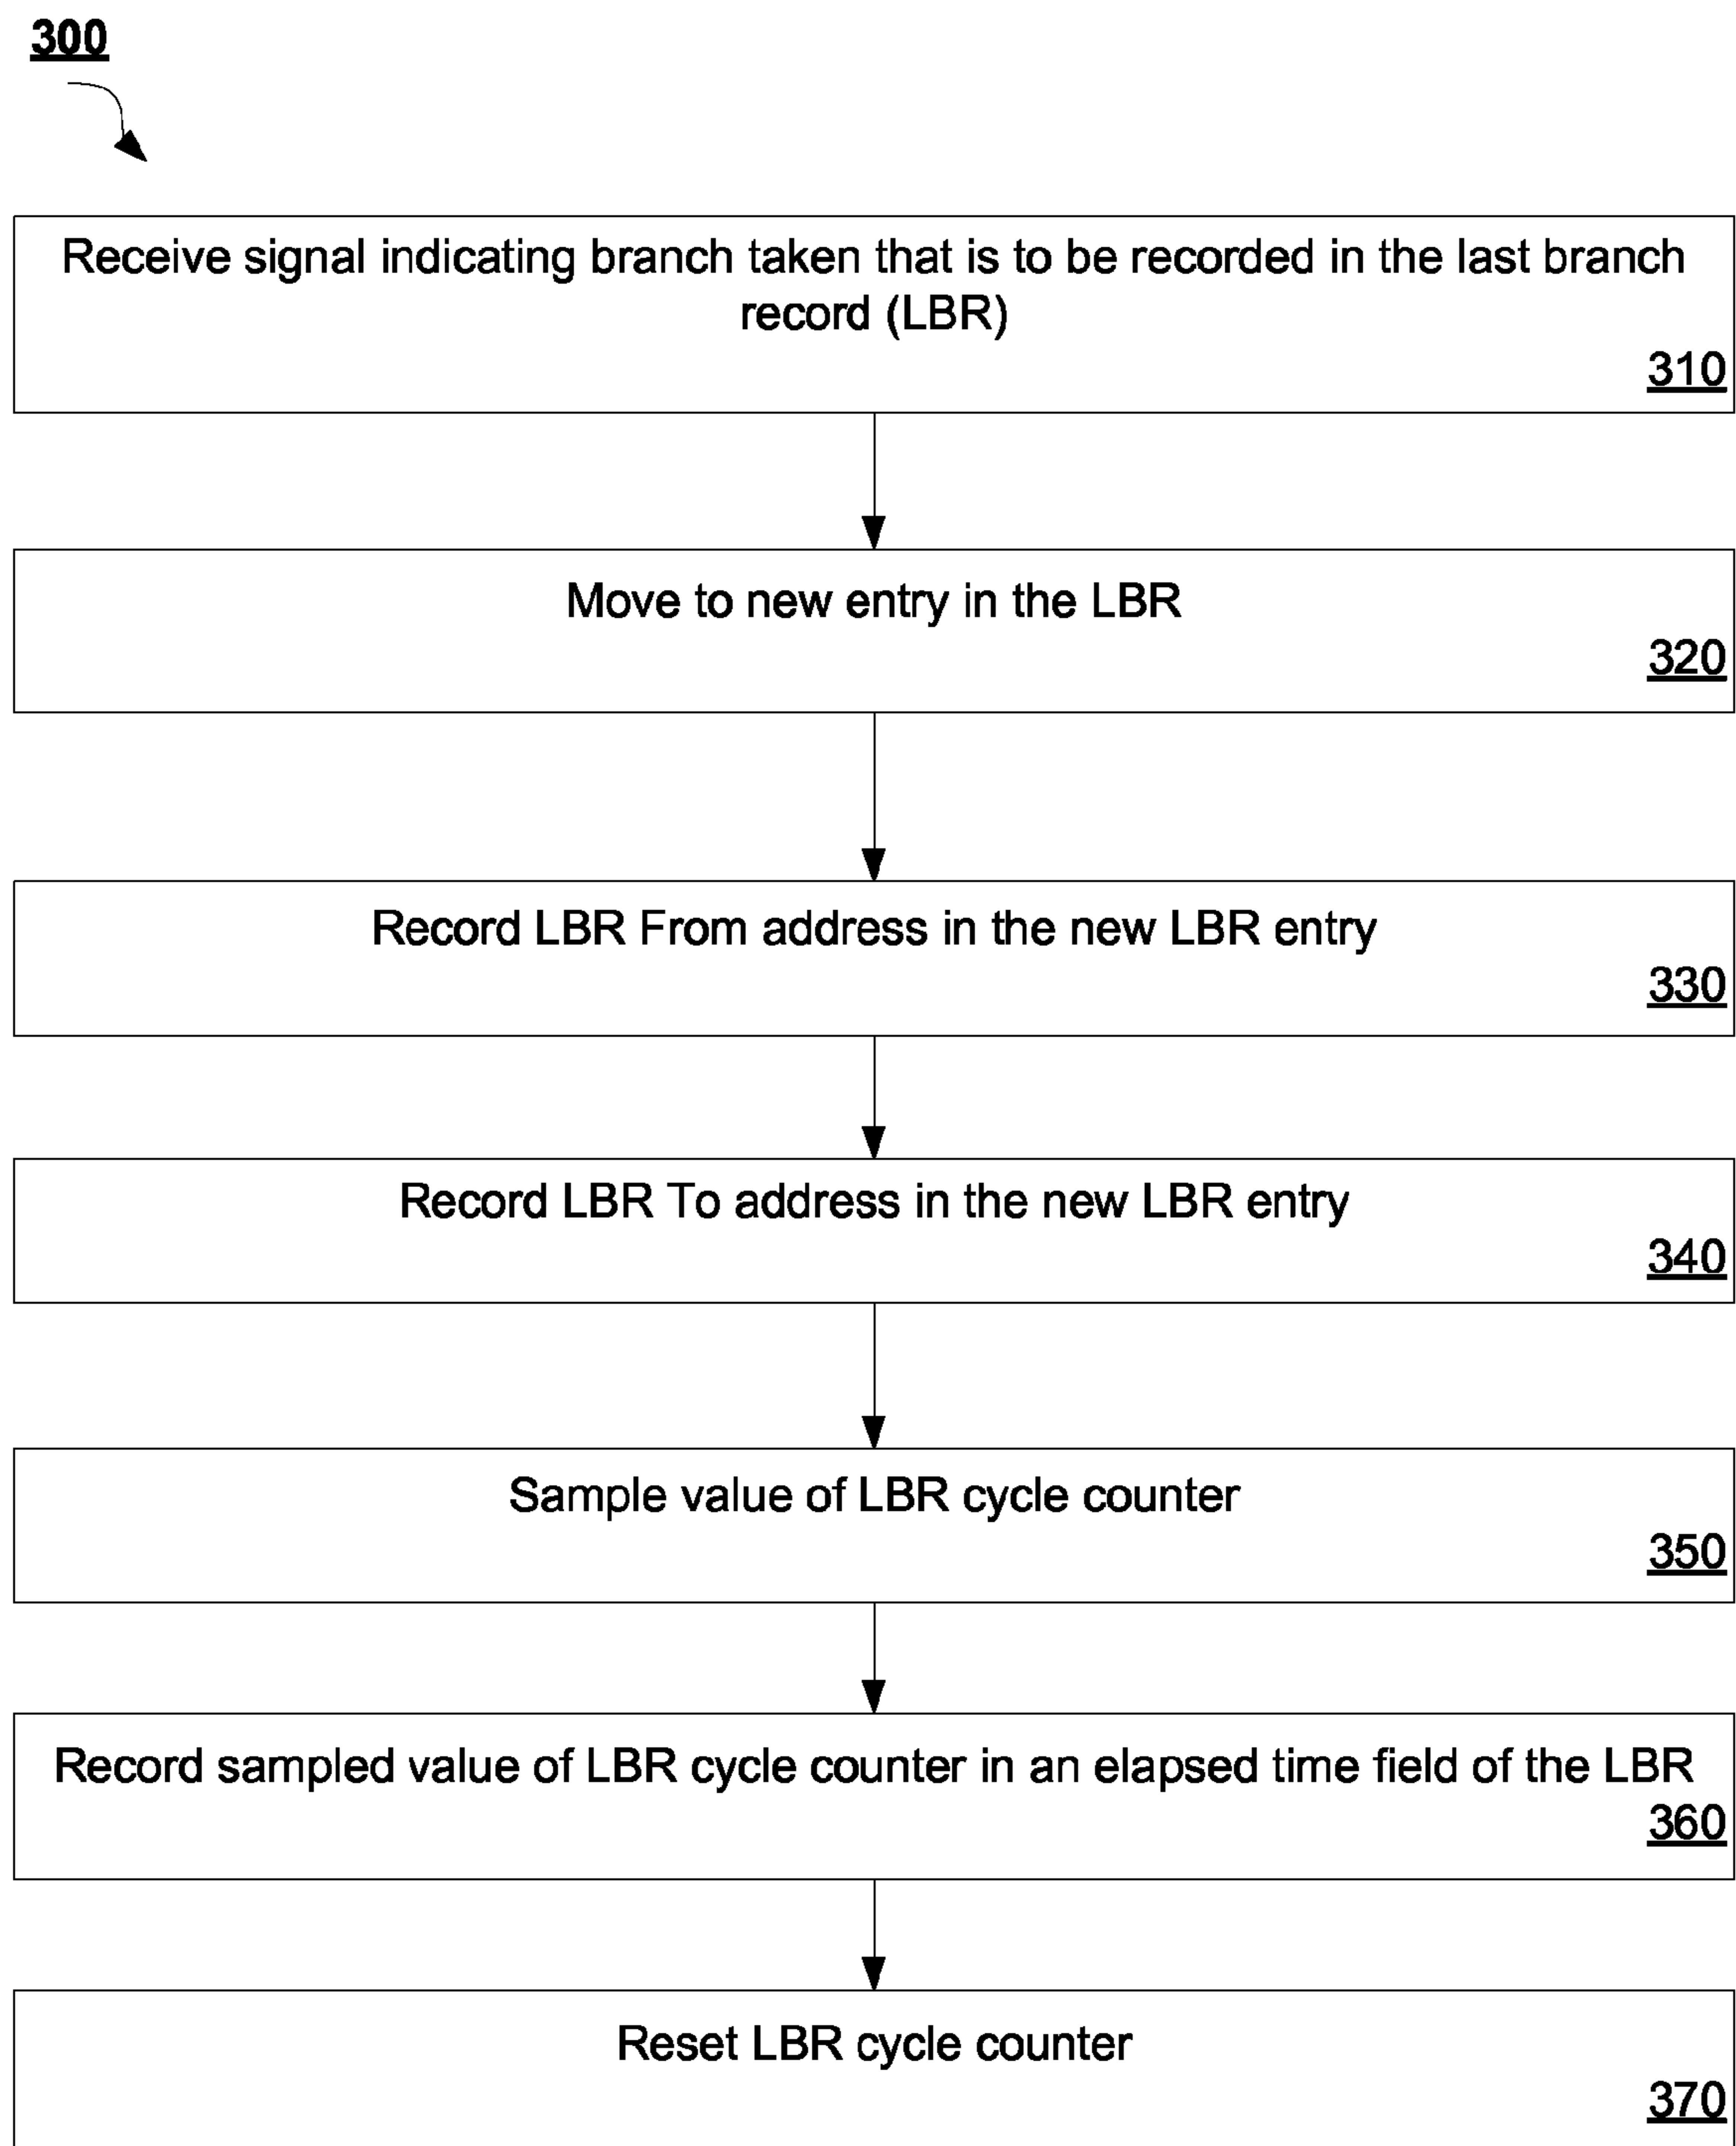 300
Receive signal indicating branch taken that is to be recorded in the last branch
record (LBR)
310
Move to new entry in the LBR
320
Record LBR From address in the new LBR entry
330
Record LBR To address in the new LBR entry
340
Sample value of LBR cycle counter
350
Record sampled value of LBR cycle counter in an elapsed time field of the LBR
360
Reset LBR cycle counter
370